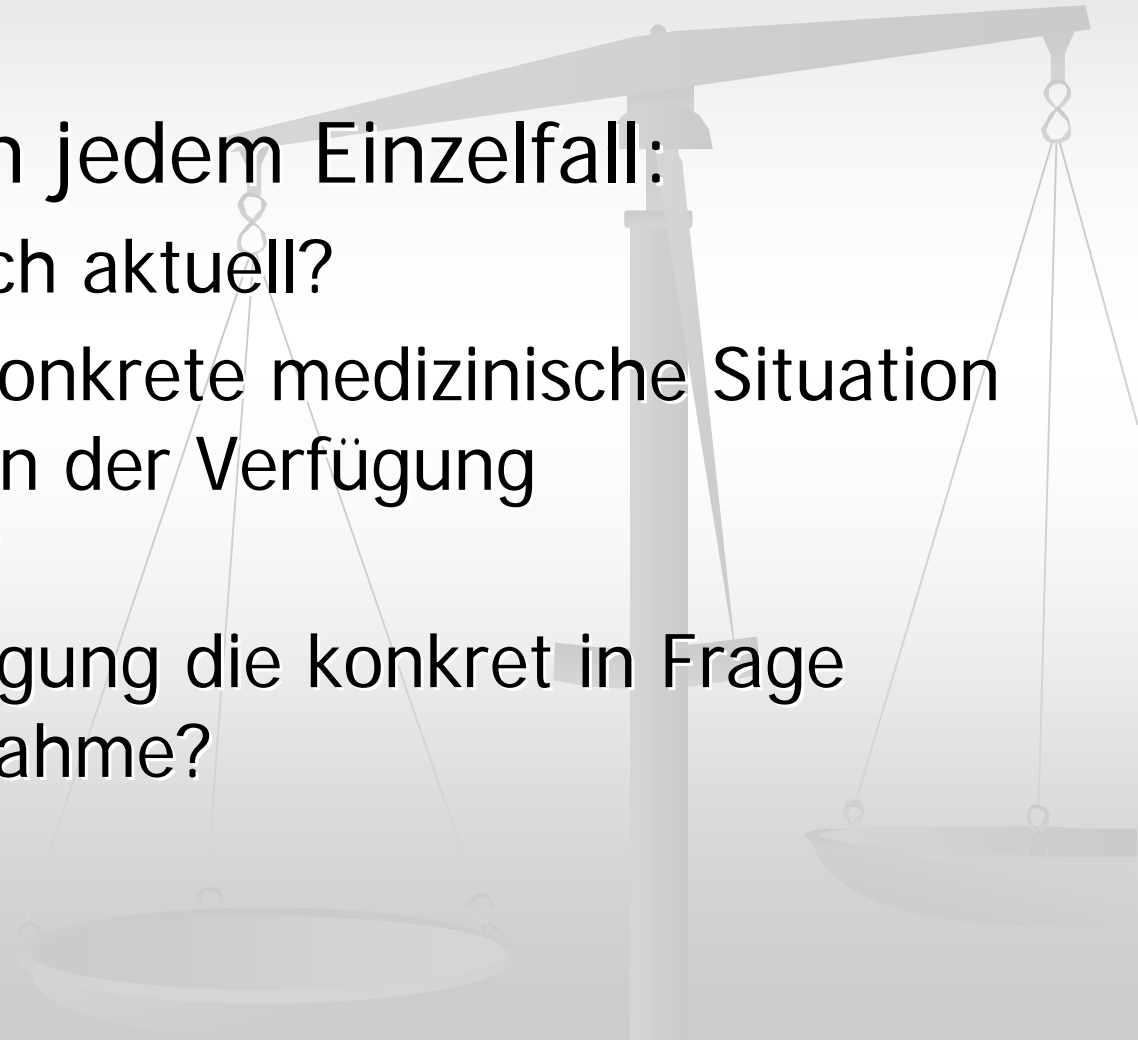 n jedem Einzelfall:
ch aktuell?
onkrete medizinische Situation
n der Verfügung
gung die konkret in Frage
ahme?